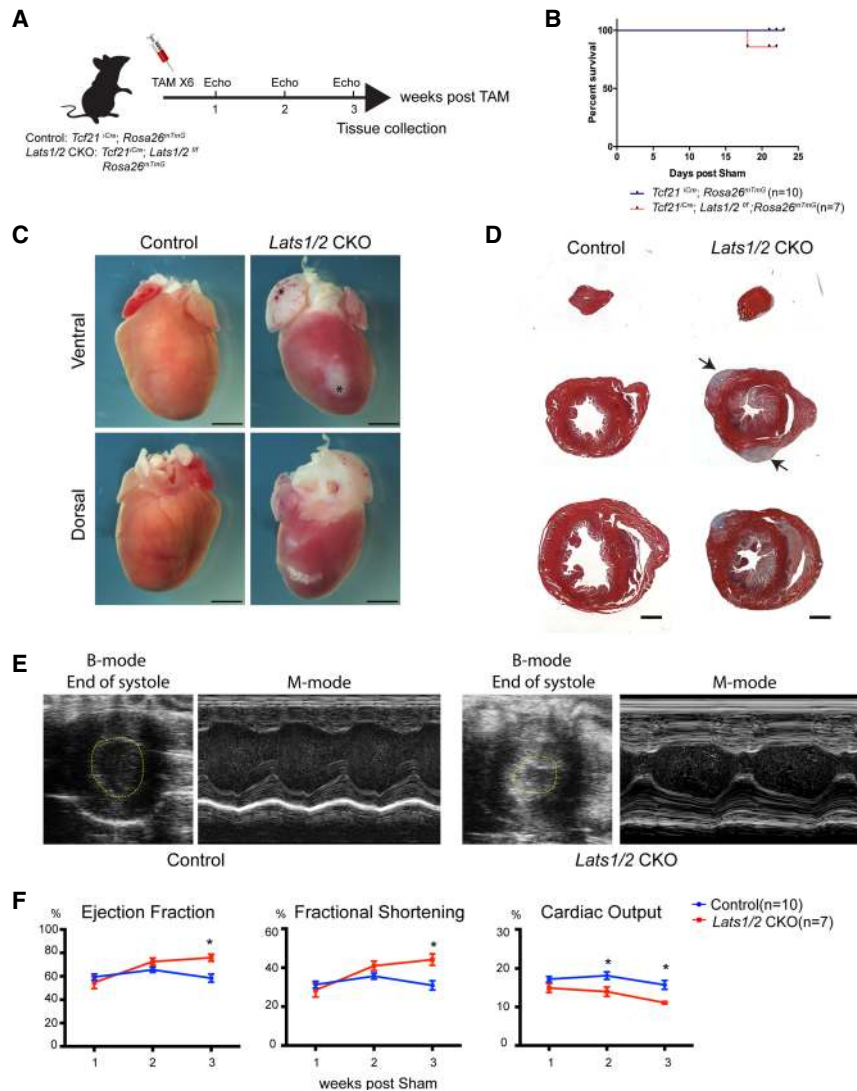 A
TAM X6
Echo
Echo
Echo
1
2
3
weeks post TAM
Tissue collection
Control: Tcf21 iCre; Rosa26mTmG
Lats1/2 CKO: Tcf21iCre; Lats1/2 f/f
Rosa26mTmG
B
Percent survival
100
50
0
0
5
10
15
20
25
Days post Sham
Tcf21 iCre; Rosa26mTmG (n=10)
Tcf21iCre; Lats1/2 f/f ;Rosa26mTmG(n=7)
C
Control
Lats1/2 CKO
Ventral
*
Dorsal
D
Control
Lats1/2 CKO
E
B-mode
End of systole
M-mode
B-mode
End of systole
M-mode
Control
Lats1/2 CKO
F
Control(n=10)
Lats1/2 CKO(n=7)
% Ejection Fraction
100
80
60
40
20
0
*
1
2
3
% Fractional Shortening
60
40
20
0
*
1
2
3
weeks post Sham
% Cardiac Output
30
20
10
0
*
*
1
2
3